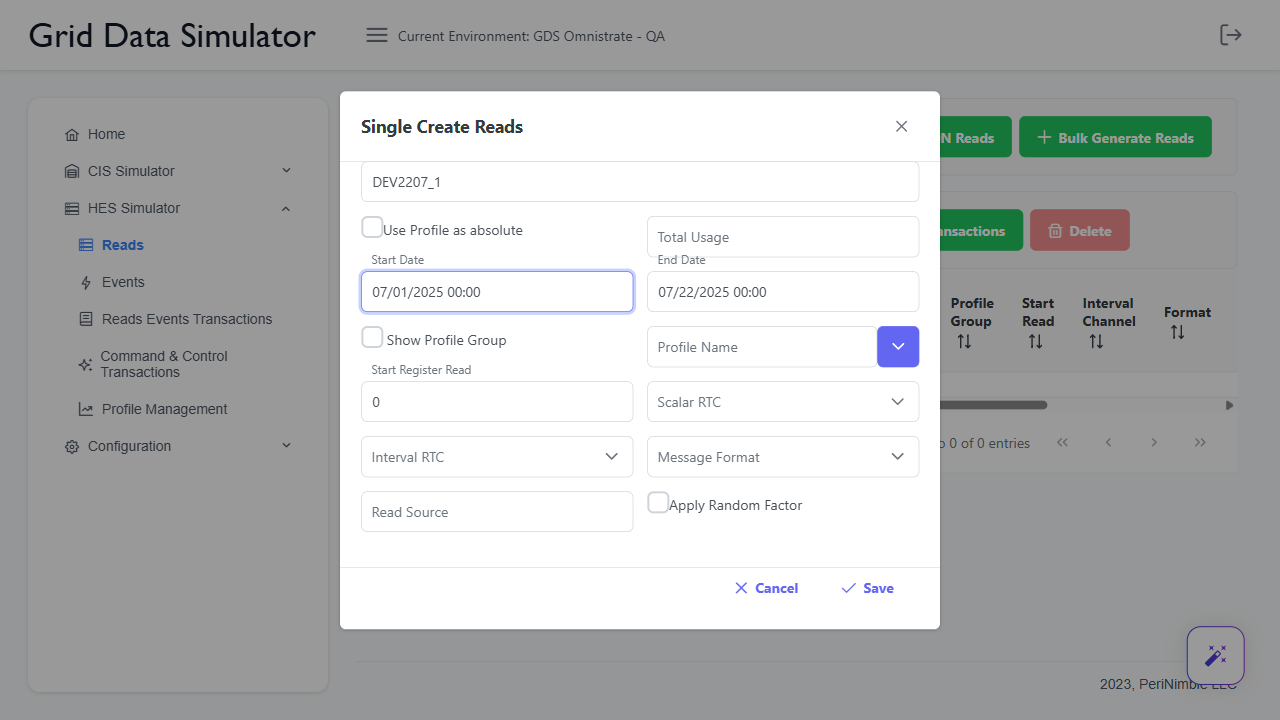 Grid Data Simulator
Current Environment: GDS Omnistrate - QA
Home
CIS Simulator
HES Simulator
Reads
Events
Reads Events Transactions
Command & Control
Transactions
Profile Management
Configuration
Single Create Reads
DEV2207_1
Use Profile as absolute
Total Usage
Start Date
End Date
07/01/2025 00:00
07/22/2025 00:00
Show Profile Group
Profile Name
Start Register Read
0
Scalar RTC
Interval RTC
Message Format
Read Source
Apply Random Factor
Cancel
Save
N Reads
Bulk Generate Reads
Delete
Profile
Group
Start
Read
Interval
Channel
Format
0 of 0 entries
2023, PeriNimble LLC